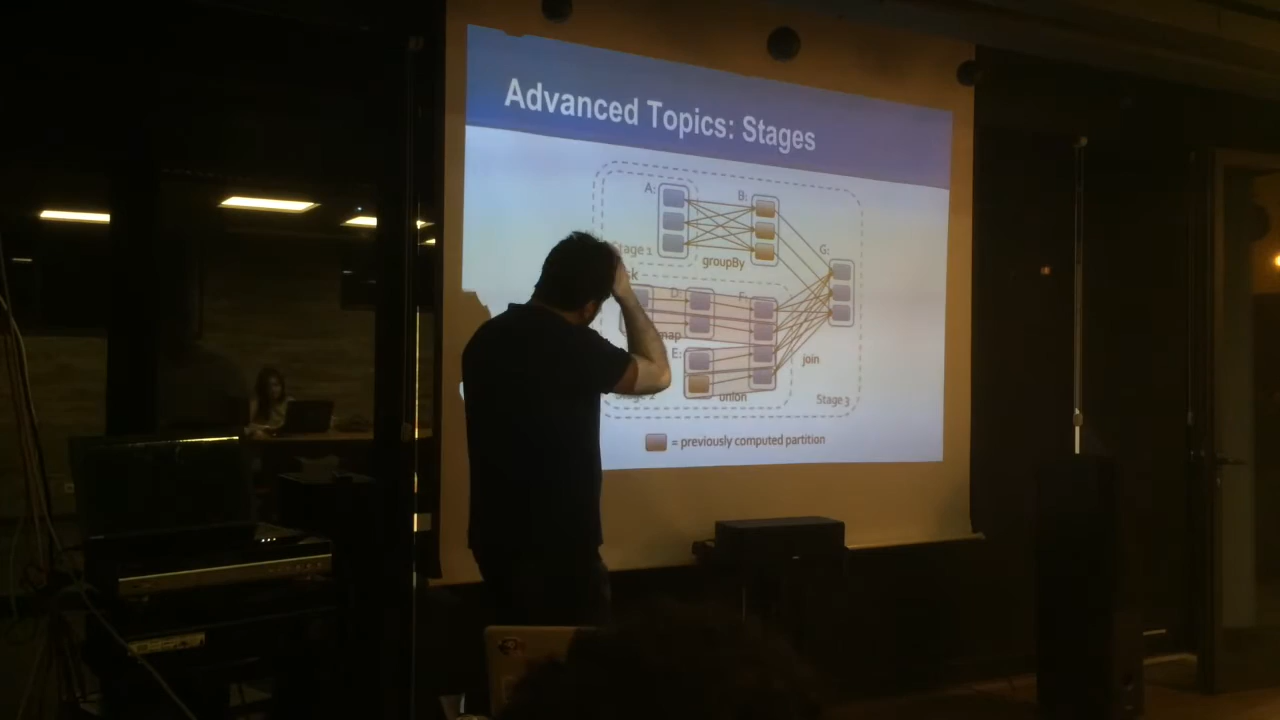 Advanced Topics: Stages
A:
B:
G:
Stage 1
groupBy
D:
F:
map
E:
join
union
Stage 3
= previously computed partition